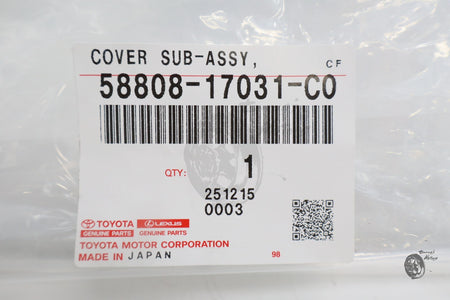 COVER SUB-ASSY, CF
58808-17031-C0
QTY: 1
251215
0003
TOYOTA LEXUS
GENUINE PARTS GENUINE PARTS
TOYOTA MOTOR CORPORATION
MADE IN JAPAN 98